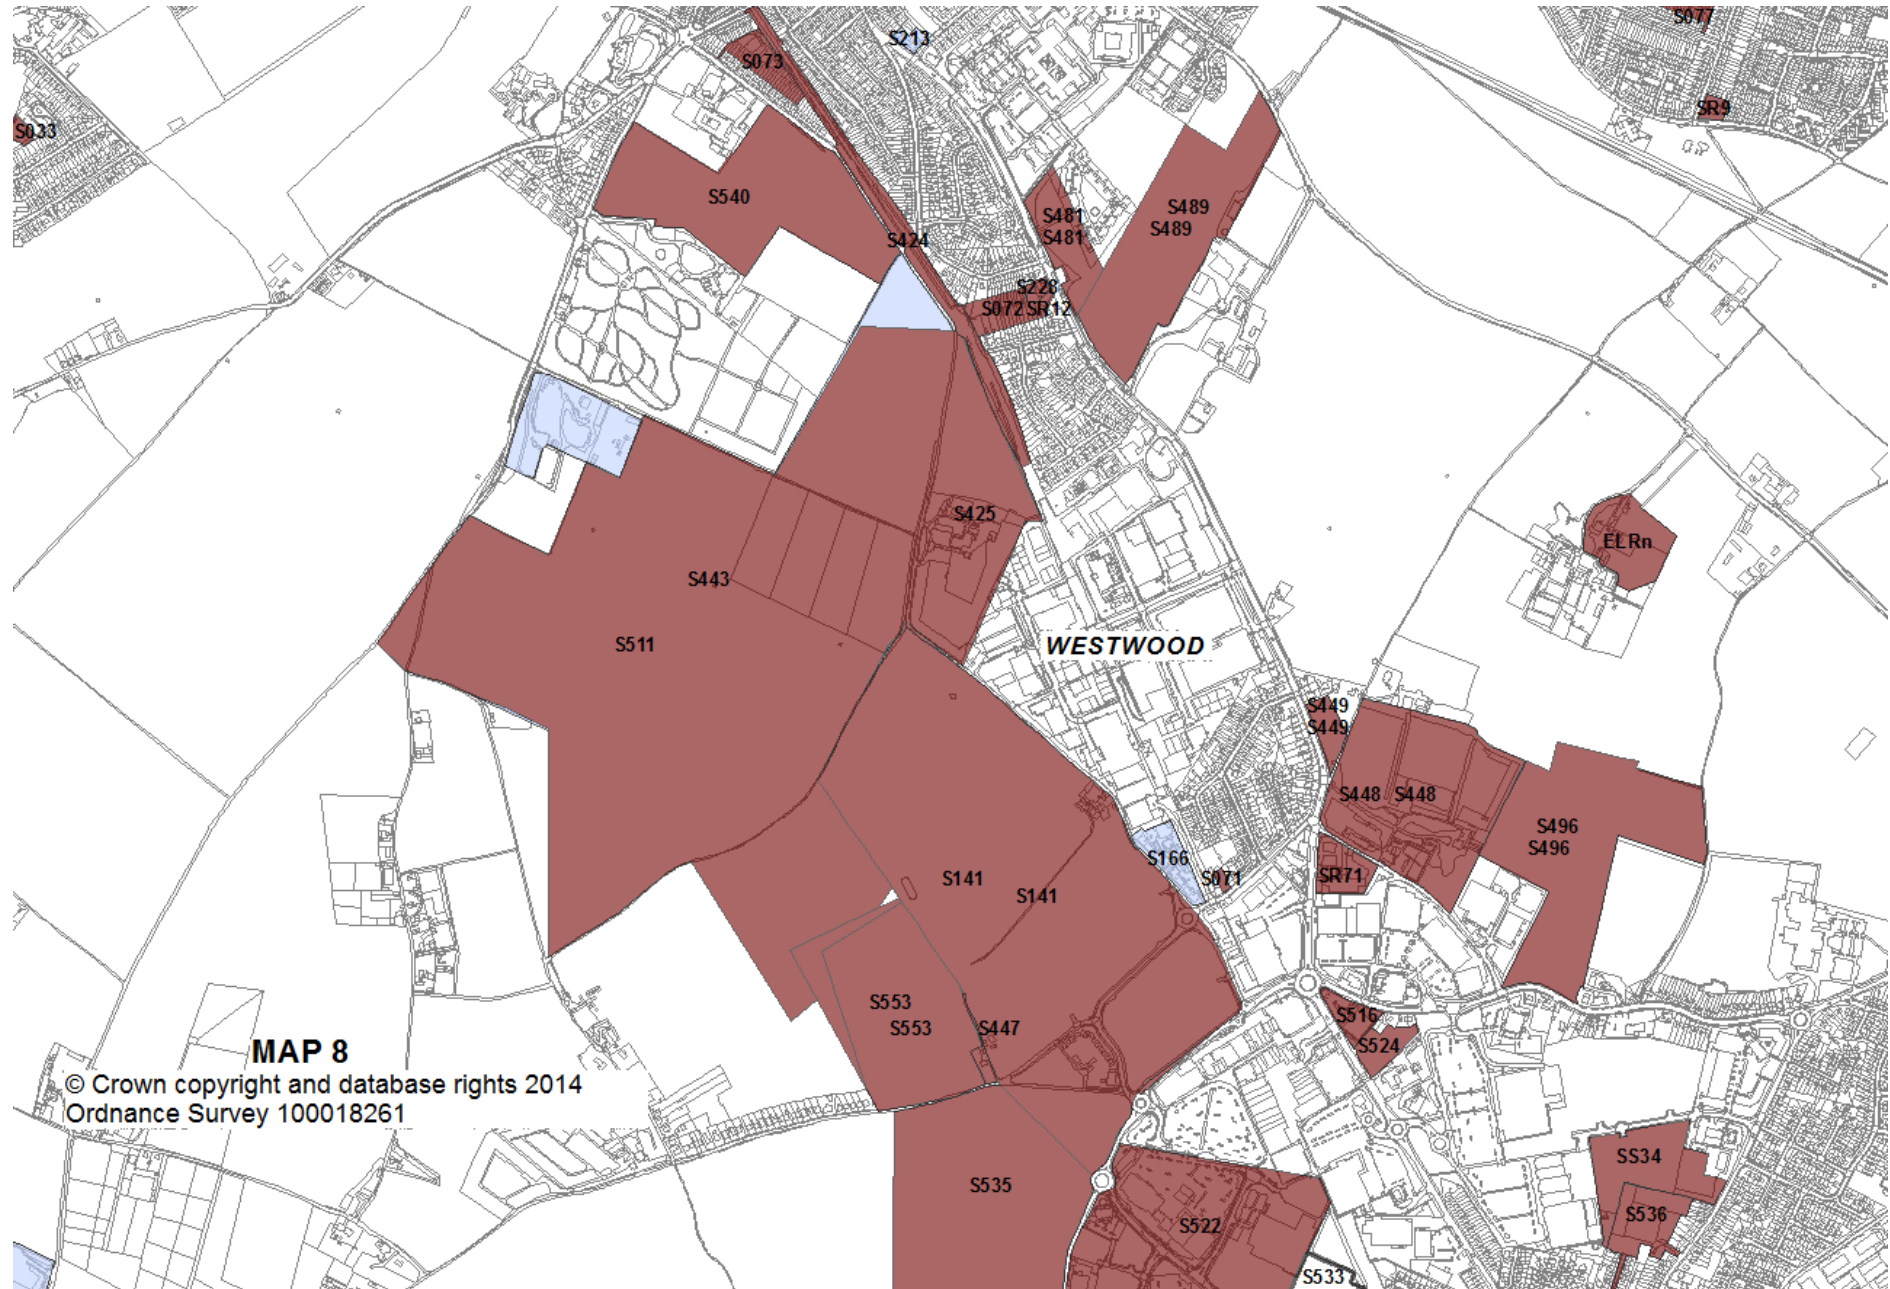 S077
S213
S073
SR9
S033
S540
S481
S481
S489
S489
S424
S228
S072 SR12
S425
ELRn
S443
S511
WESTWOOD
S449
S449
S448 S448
S496
S496
S166
S071
SR71
S141
S141
S553
S553
S447
S516
S524
MAP 8
© Crown copyright and database rights 2014
Ordnance Survey 100018261
S535
SS34
S522
S536
S533